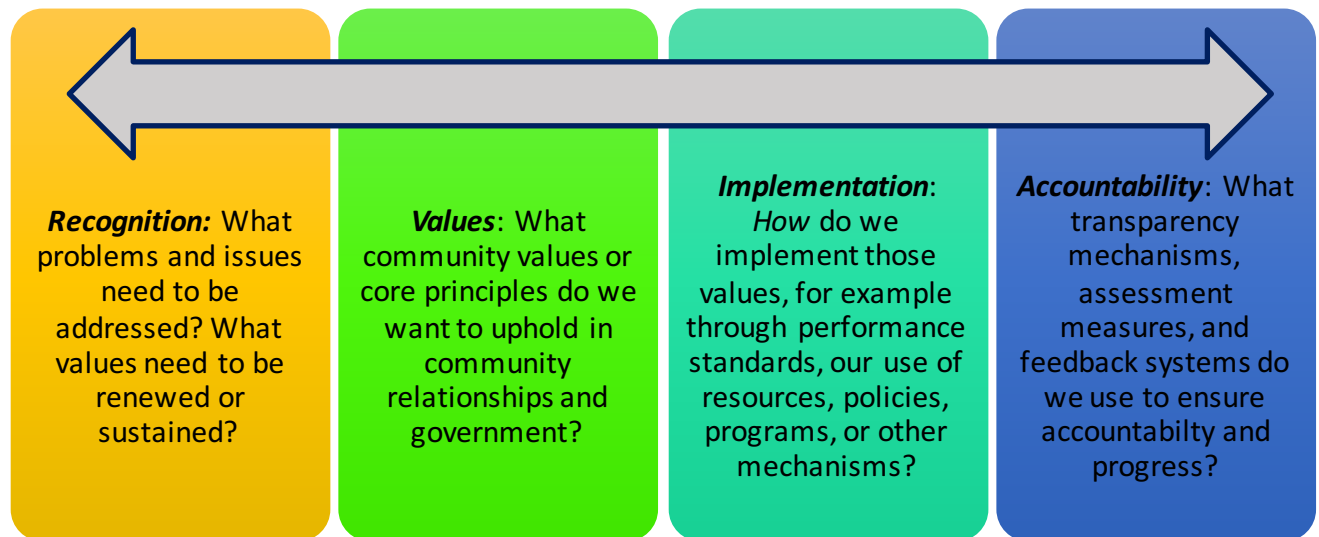 Recognition: What
problems and issues
need to be
addressed? What
values need to be
renewed or
sustained?
Values: What
community values or
core principles do we
want to uphold in
community
relationships and
government?
Implementation:
How do we
implement those
values, for example
through performance
standards, our use of
resources, policies,
programs, or other
mechanisms?
Accountability: What
transparency
mechanisms,
assessment
measures, and
feedback systems do
we use to ensure
accountabilty and
progress?